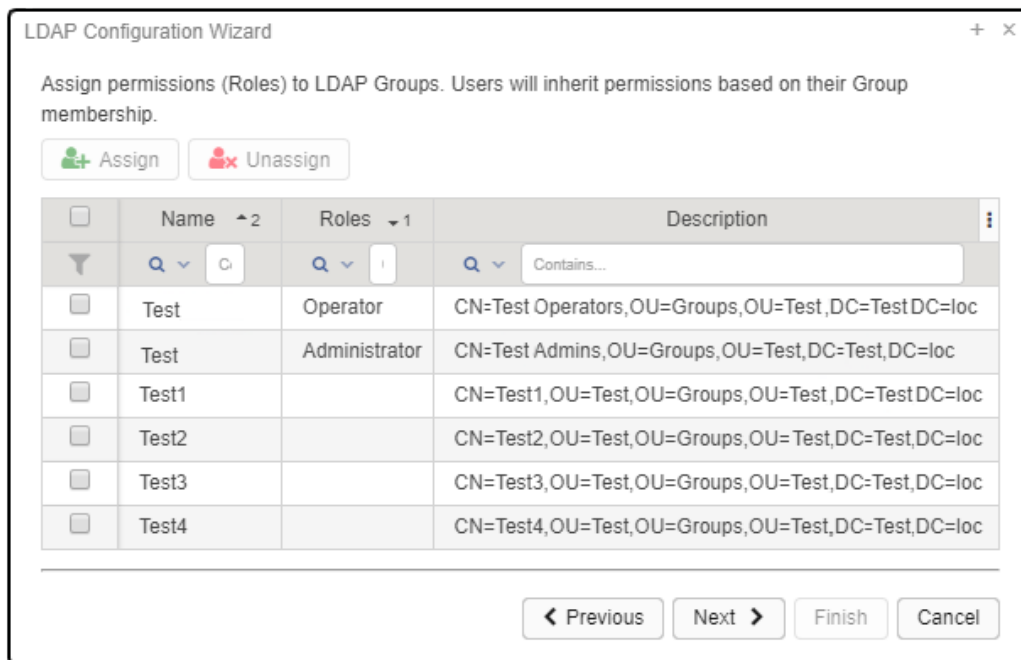 LDAP Configuration Wizard
Assign permissions (Roles) to LDAP Groups. Users will inherit permissions based on their Group
membership.
Assign Unassign
Name 2 Roles 1 Description
Contains...
Test Operator CN=Test Operators,OU=Groups,OU=Test,DC=TestDC=loc
Test Administrator CN=Test Admins,OU=Groups,OU=Test,DC=Test,DC=loc
Test1 CN=Test1,OU=Test,OU=Groups,OU=Test,DC=TestDC=loc
Test2 CN=Test2,OU=Test,OU=Groups,OU=Test,DC=Test,DC=loc
Test3 CN=Test3,OU=Test,OU=Groups,OU=Test,DC=Test,DC=loc
Test4 CN=Test4,OU=Test,OU=Groups,OU=Test,DC=Test,DC=loc
Previous Next Finish Cancel